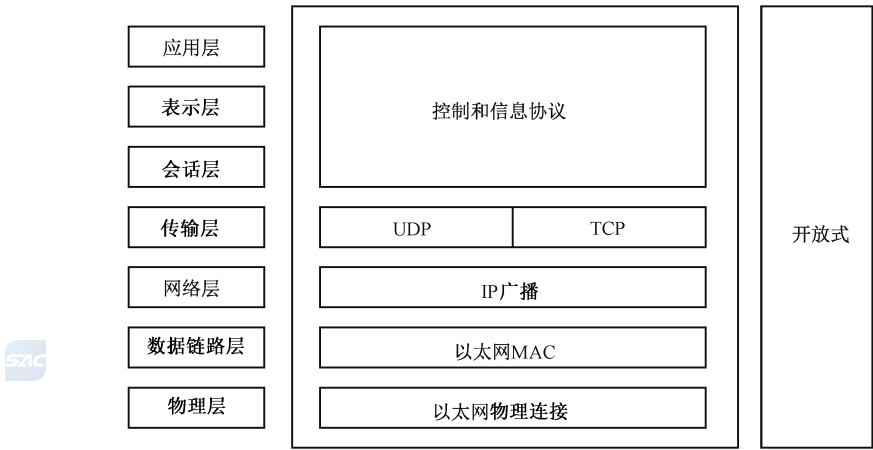 应用层
表示层
控制和信息协议
会话层
传输层 UDP TCP
开放式
网络层 IP广播
数据链路层 以太网MAC
SAC
物理层 以太网物理连接